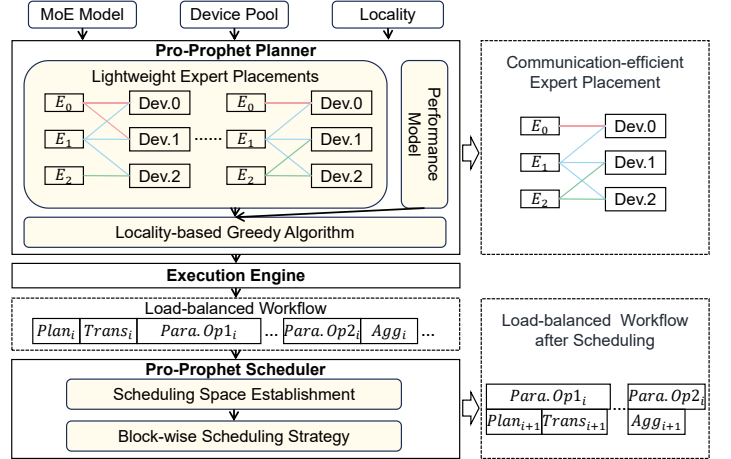 MoE Model
Device Pool
Locality
Pro-Prophet Planner
Lightweight Expert Placements
E₀ Dev.0
E₁ Dev.1
E₂ Dev.2
......
E₀ Dev.0
E₁ Dev.1
E₂ Dev.2
Performance
Model
Locality-based Greedy Algorithm
Communication-efficient
Expert Placement
E₀ Dev.0
E₁ Dev.1
E₂ Dev.2
Execution Engine
Load-balanced Workflow
Planᵢ Transᵢ Para.Op1ᵢ ... Para.Op2ᵢ Aggᵢ ...
Pro-Prophet Scheduler
Scheduling Space Establishment
Block-wise Scheduling Strategy
Load-balanced Workflow
after Scheduling
Para.Op1ᵢ ...... Para.Op2ᵢ
Planᵢ₊₁ Transᵢ₊₁ Aggᵢ₊₁